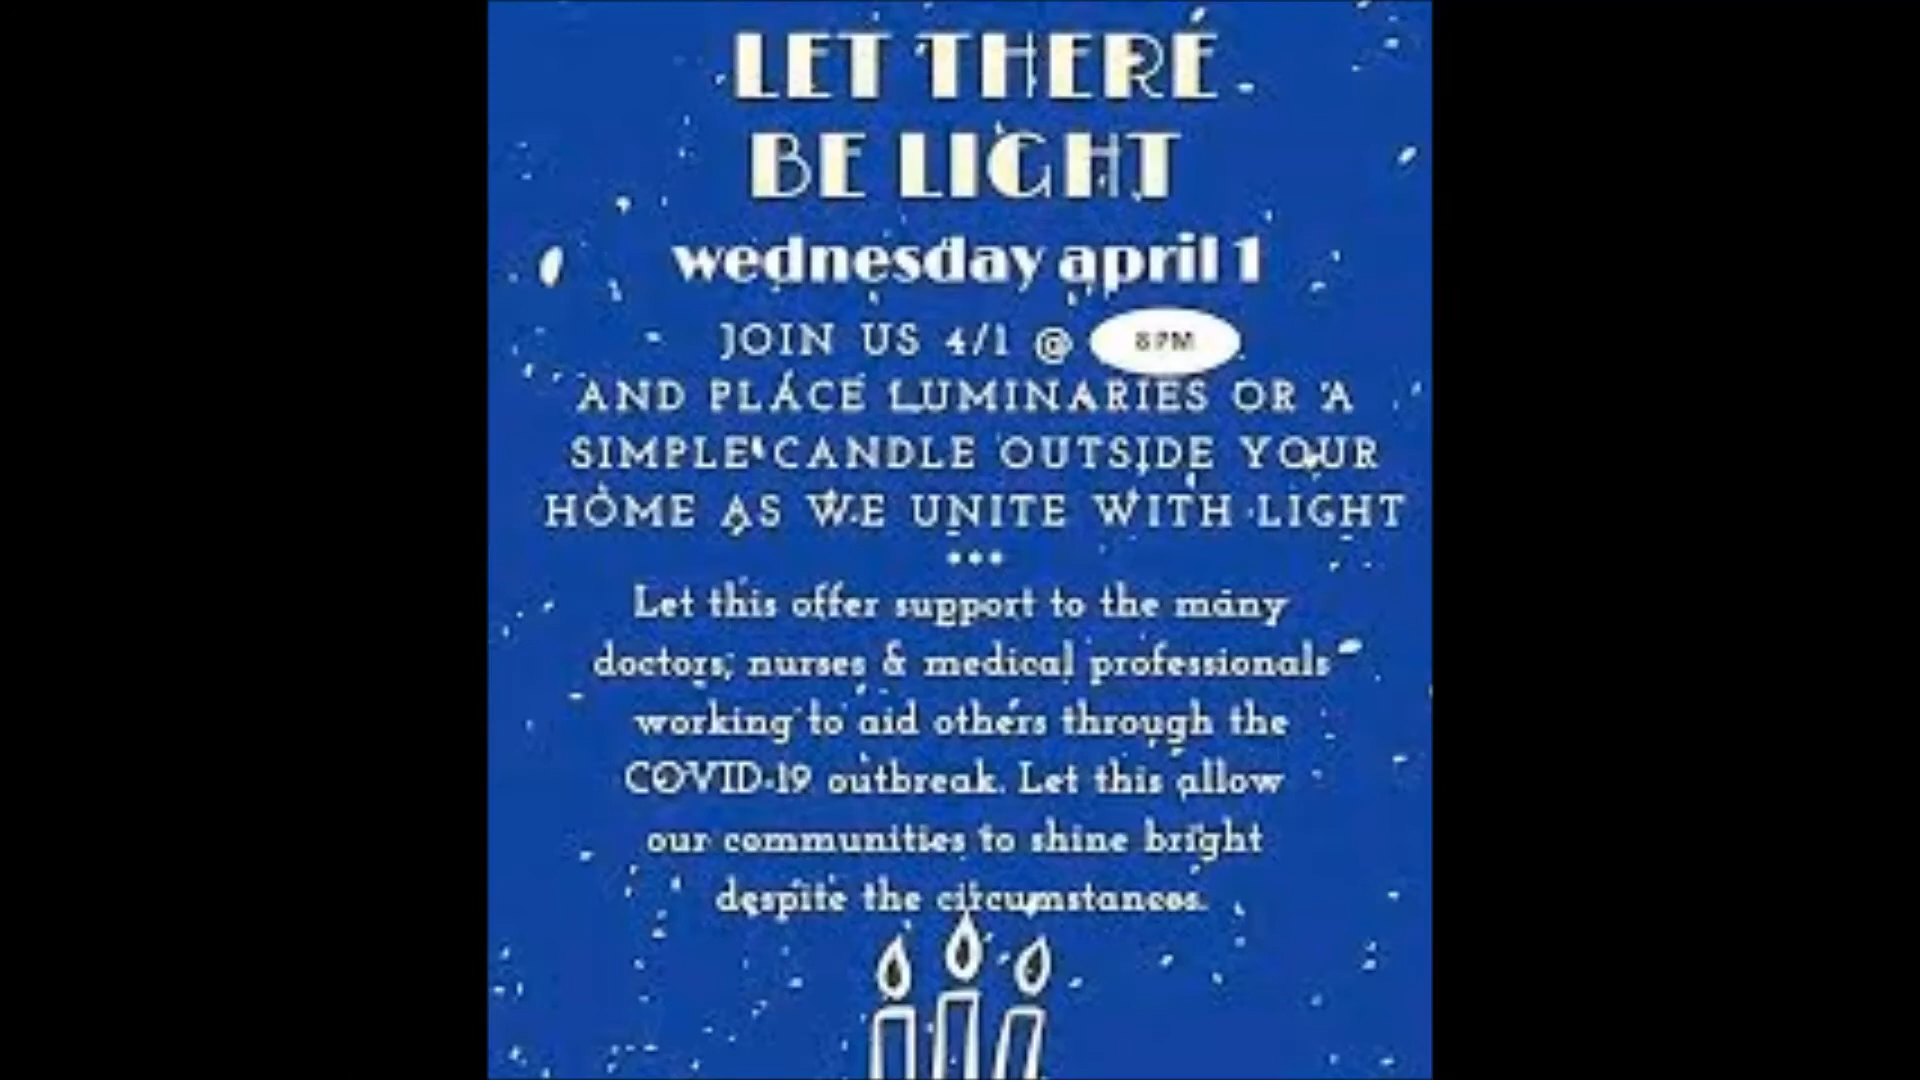 LET THERE
BE LIGHT
wednesday april 1
JOIN US 4/1 @ 8 PM
AND PLACE LUMINARIES OR A
SIMPLE CANDLE OUTSIDE YOUR
HOME AS WE UNITE WITH LIGHT
...
Let this offer support to the many
doctors, nurses & medical professionals
working to aid others through the
COVID-19 outbreak. Let this allow
our communities to shine bright
despite the circumstances.